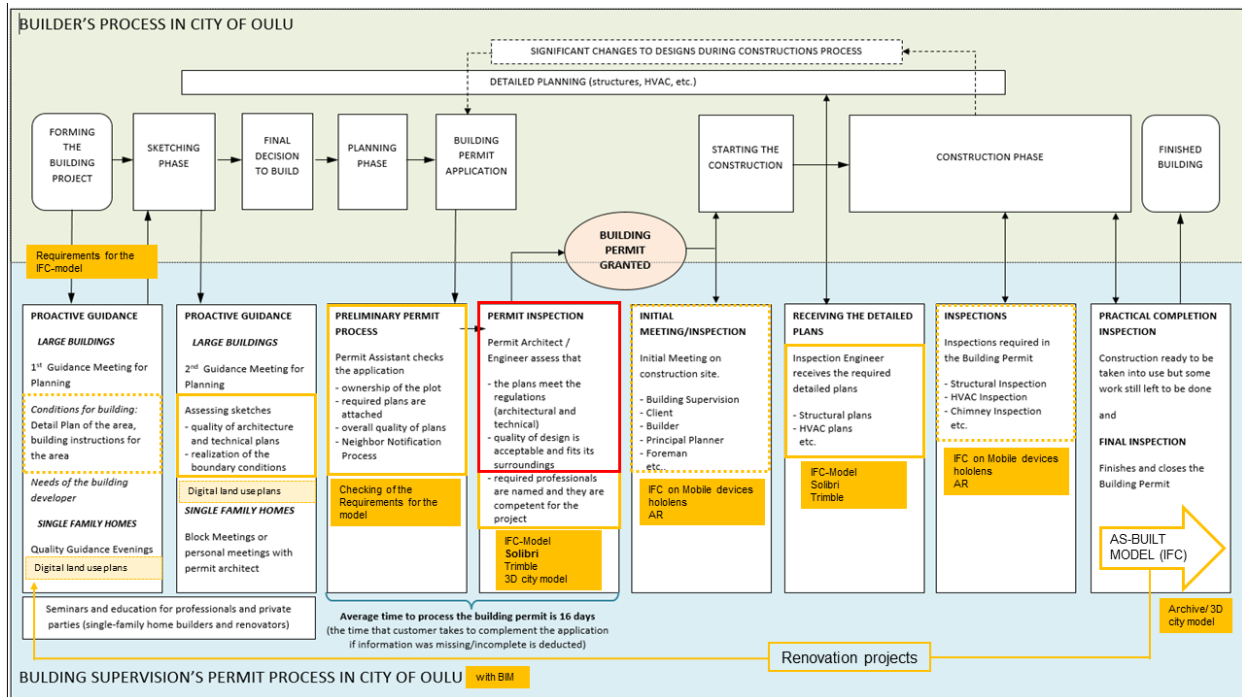 BUILDER'S PROCESS IN CITY OF OULU
SIGNIFICANT CHANGES TO DESIGNS DURING CONSTRUCTIONS PROCESS
DETAILED PLANNING (structures, HVAC, etc.)
FORMING
THE
BUILDING
PROJECT
SKETCHING
PHASE
FINAL
DECISION
TO BUILD
PLANNING
PHASE
BUILDING
PERMIT
APPLICATION
STARTING THE
CONSTRUCTION
CONSTRUCTION PHASE
FINISHED
BUILDING
BUILDING
PERMIT
GRANTED
Requirements for the
IFC-model
PROACTIVE GUIDANCE
LARGE BUILDINGS
1st Guidance Meeting for
Planning
Conditions for building:
Detail Plan of the area,
building instructions for
the area
Needs of the building
developer
SINGLE FAMILY HOMES
Quality Guidance Evenings
Digital land use plans
PROACTIVE GUIDANCE
LARGE BUILDINGS
2nd Guidance Meeting for
Planning
Assessing sketches
- quality of architecture
and technical plans
- realization of the
boundary conditions
Digital land use plans
SINGLE FAMILY HOMES
Block Meetings or
personal meetings with
permit architect
Seminars and education for professionals and private
parties (single-family home builders and renovators)
PRELIMINARY PERMIT
PROCESS
Permit Assistant checks
the application
- ownership of the plot
- required plans are
attached
- overall quality of plans
- Neighbor Notification
Process
Checking of the
Requirements for the
model
PERMIT INSPECTION
Permit Architect /
Engineer assess that
- the plans meet the
regulations
(architectural and
technical)
- quality of design is
acceptable and fits its
surroundings
- required professionals
are named and they are
competent for the
project
IFC-Model
Solibri
Trimble
3D city model
Average time to process the building permit is 16 days
(the time that customer takes to complement the application
if information was missing/incomplete is deducted)
INITIAL
MEETING/INSPECTION
Initial Meeting on
construction site.
- Building Supervision
- Client
- Builder
- Principal Planner
- Foreman
etc..
IFC on Mobile devices
hololens
AR
RECEIVING THE DETAILED
PLANS
Inspection Engineer
receives the required
detailed plans
- Structural plans
- HVAC plans
etc.
IFC-Model
Solibri
Trimble
INSPECTIONS
Inspections required in
the Building Permit
- Structural Inspection
- HVAC Inspection
- Chimney Inspection
etc.
IFC on Mobile devices
hololens
AR
PRACTICAL COMPLETION
INSPECTION
Construction ready to be
taken into use but some
work still left to be done
and
FINAL INSPECTION
Finishes and closes the
Building Permit
AS-BUILT
MODEL (IFC)
Archive/ 3D
city model
Renovation projects
BULDING SUPERVISION'S PERMIT PROCESS IN CITY OF OULU
with BIM